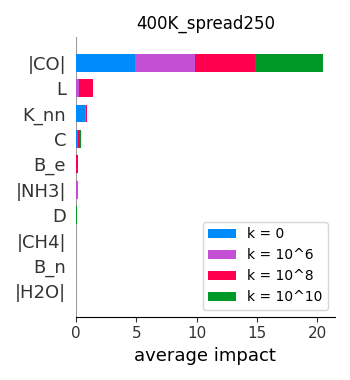 400K_spread250
|CO|
L
K_nn
C
B_e
|NH3|
D
|CH4|
B_n
|H2O|
k = 0
k = 10^6
k = 10^8
k = 10^10
0 5 10 15 20
average impact